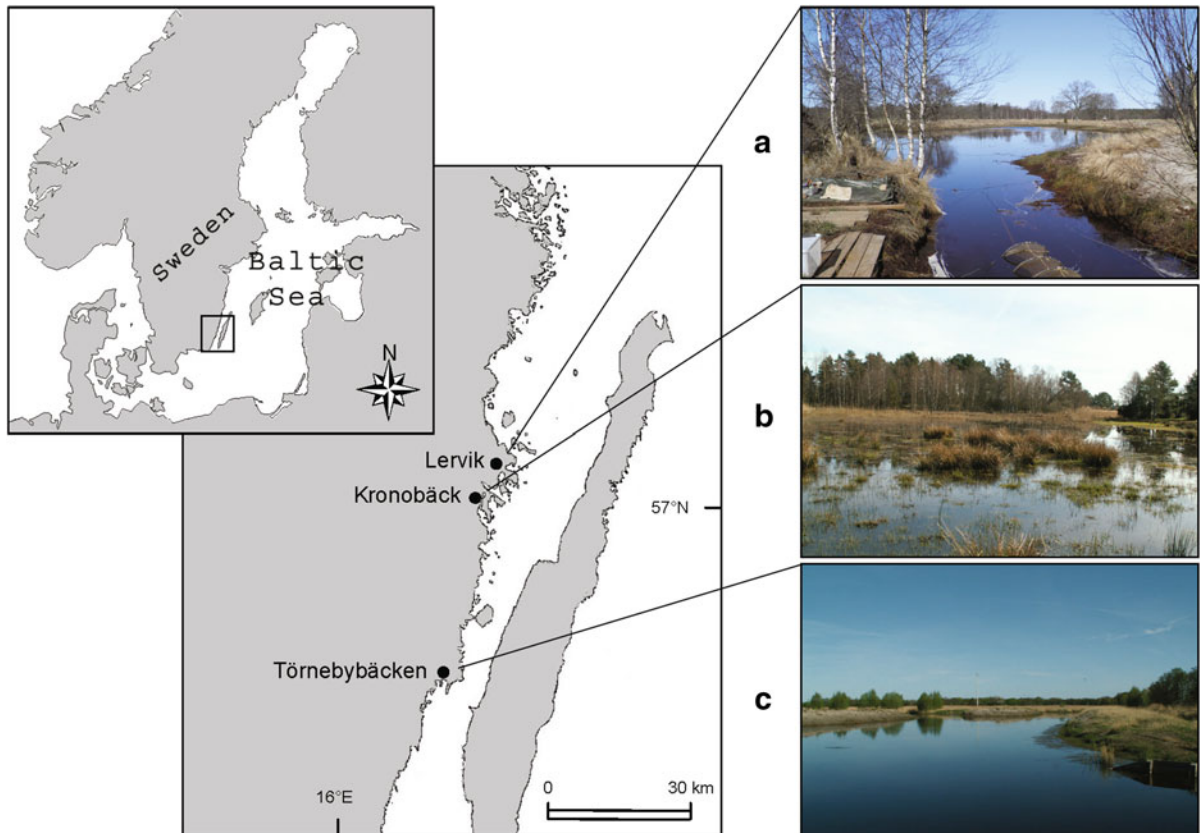 Sweden
Baltic
Sea
N
Lervik
Kronobäck
57°N
Törnebybäcken
16°E
0
30 km
a
b
c